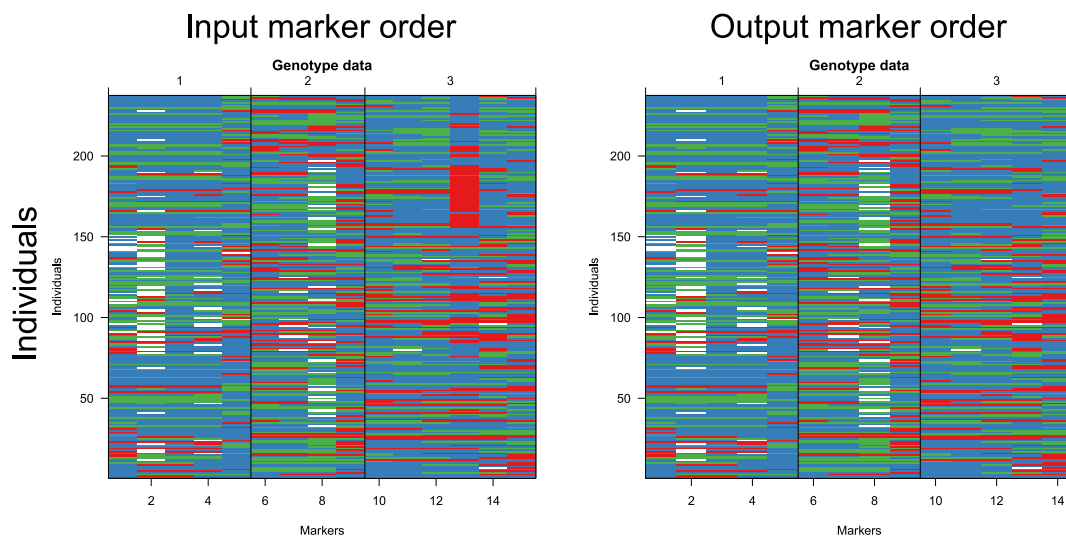 Input marker order
Output marker order
Genotype data
1 2 3
Individuals
Individuals
200
150
100
50
2 4 6 8 10 12 14
Markers
Genotype data
1 2 3
Individuals
200
150
100
50
2 4 6 8 10 12 14
Markers